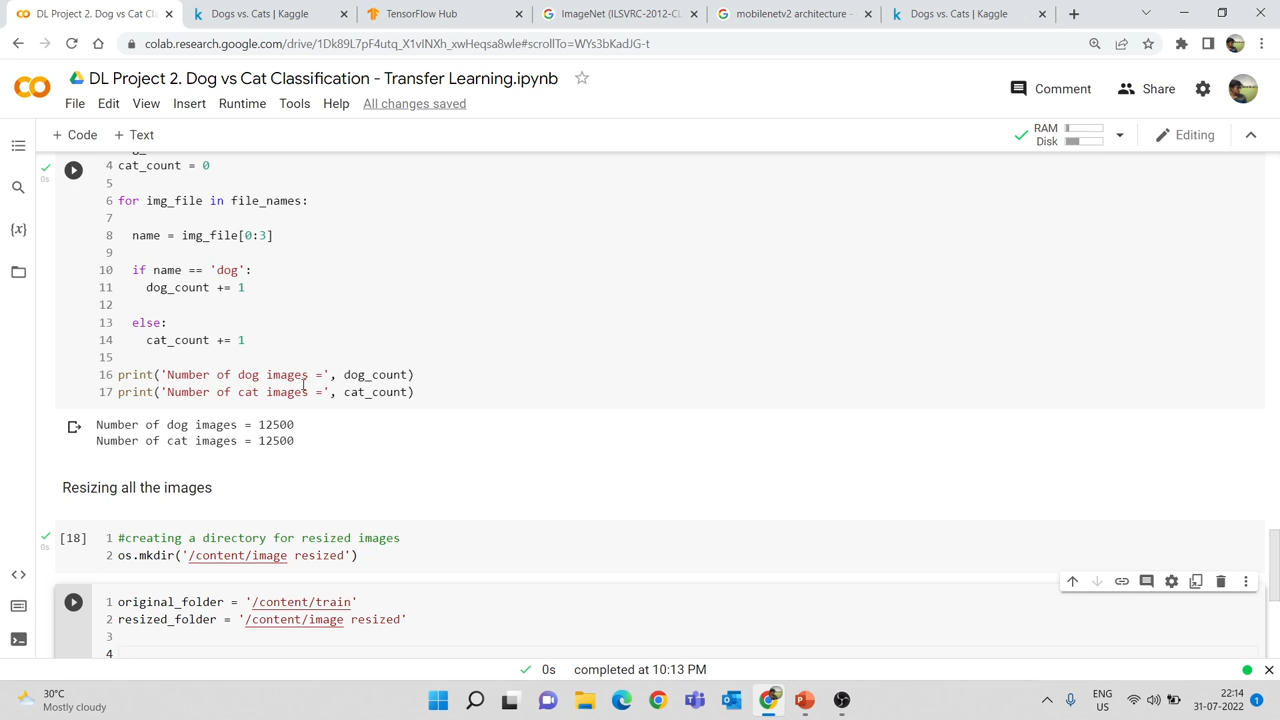 DL Project 2. Dog vs Cat Cl
Dogs vs. Cats | Kaggle
TensorFlow Hub
ImageNet (ILSVRC-2012-CL
mobilenetv2 architecture -
Dogs vs. Cats | Kaggle
colab.research.google.com/drive/1Dk89L7pF4utq_X1vINXh_xwHeqsa8wle#scrollTo=WYs3bKadJG-t
DL Project 2. Dog vs Cat Classification - Transfer Learning.ipynb
File Edit View Insert Runtime Tools Help All changes saved
Comment Share
+ Code + Text
RAM
Disk
Editing
4 cat_count = 0
0s
5
6 for img_file in file_names:
7
8 name = img_file[0:3]
9
10 if name == 'dog':
11 dog_count += 1
12
13 else:
14 cat_count += 1
15
16 print('Number of dog images =', dog_count)
17 print('Number of cat images =', cat_count)
Number of dog images = 12500
Number of cat images = 12500
Resizing all the images
[18] 1 #creating a directory for resized images
0s
2 os.mkdir('/content/image resized')
1 original_folder = '/content/train'
2 resized_folder = '/content/image resized'
3
4
0s completed at 10:13 PM
30°C
Mostly cloudy
ENG
US
22:14
31-07-2022
1